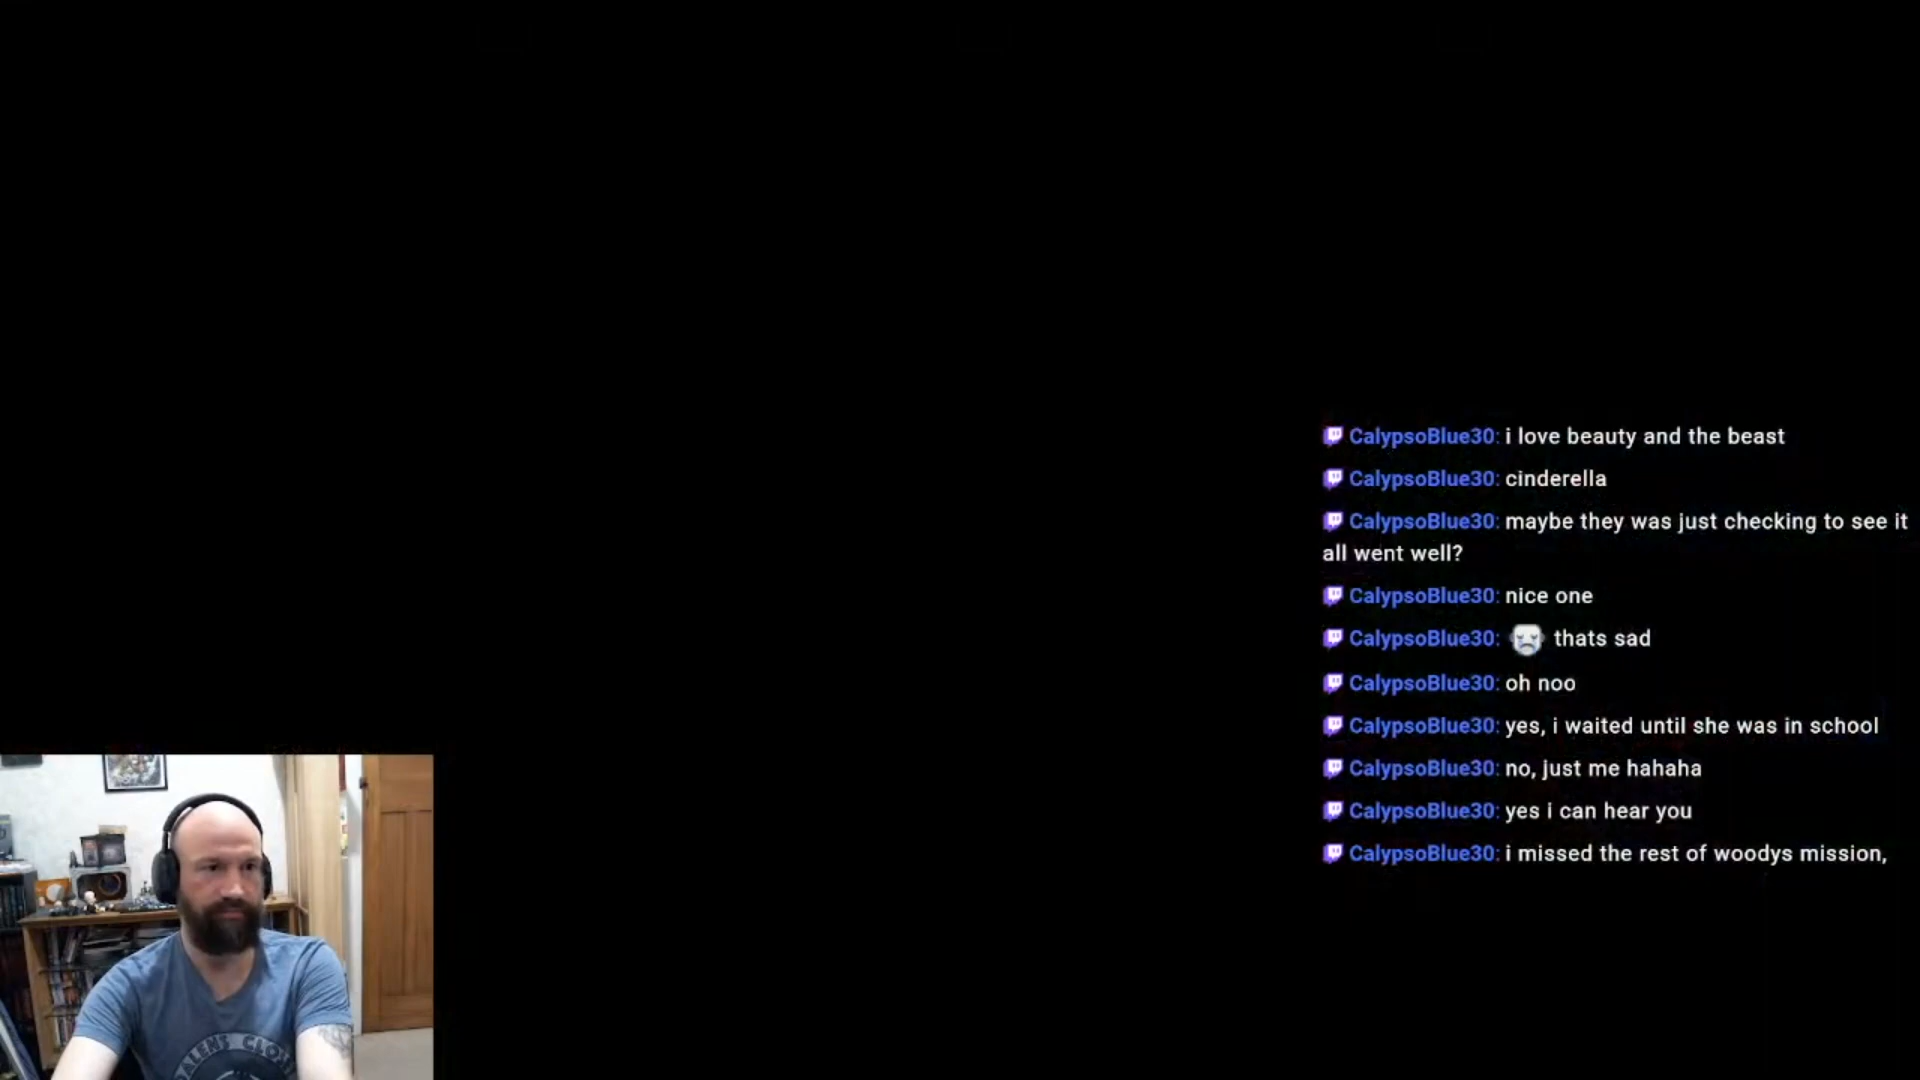 CalypsoBlue30: i love beauty and the beast
CalypsoBlue30: cinderella
CalypsoBlue30: maybe they was just checking to see it
all went well?
CalypsoBlue30: nice one
CalypsoBlue30: thats sad
CalypsoBlue30: oh noo
CalypsoBlue30: yes, i waited until she was in school
CalypsoBlue30: no, just me hahaha
CalypsoBlue30: yes i can hear you
CalypsoBlue30: i missed the rest of woodys mission,